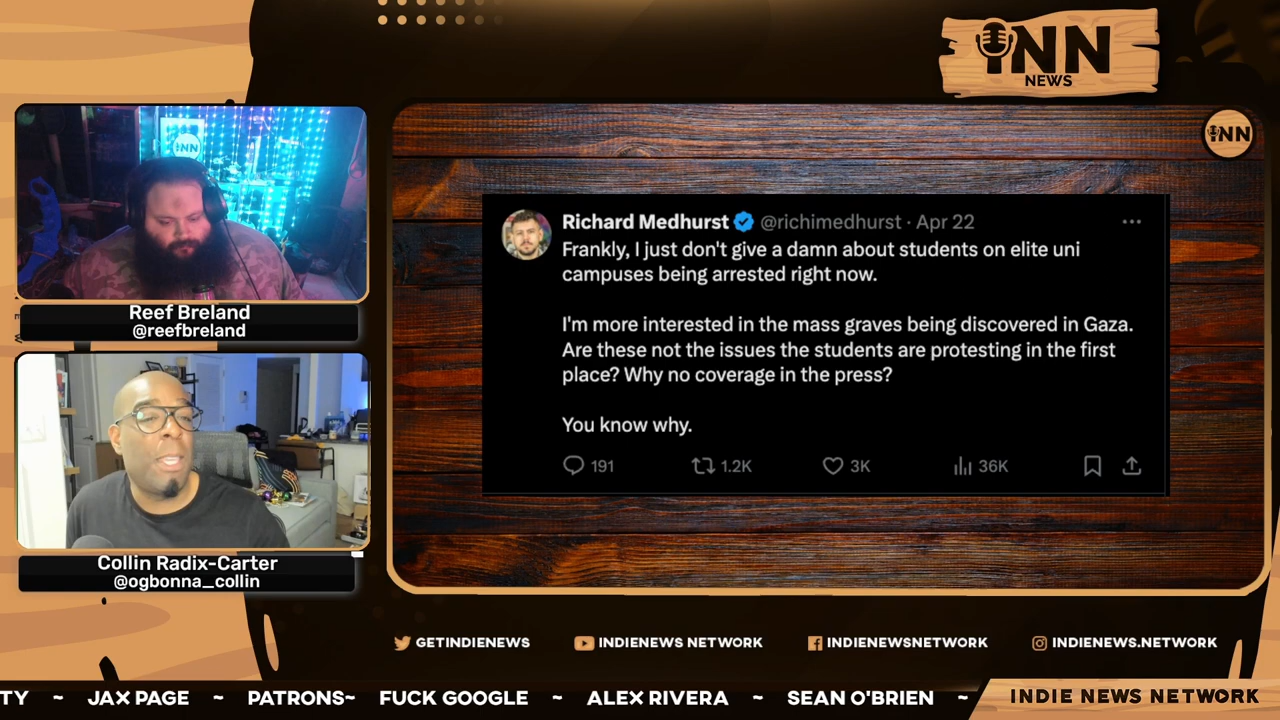 iNN
NEWS
iNN
iNN
Reef Breland
@reefbreland
Collin Radix-Carter
@ogbonna_collin
Richard Medhurst @richimedhurst · Apr 22
Frankly, I just don't give a damn about students on elite uni
campuses being arrested right now.
I'm more interested in the mass graves being discovered in Gaza.
Are these not the issues the students are protesting in the first
place? Why no coverage in the press?
You know why.
191 1.2K 3K 36K
GETINDIENEWS INDIENEWS NETWORK INDIENEWSNETWORK INDIENEWS.NETWORK
TY ~ JAX PAGE ~ PATRONS~ FUCK GOOGLE ~ ALEX RIVERA ~ SEAN O'BRIEN ~
INDIE NEWS NETWORK